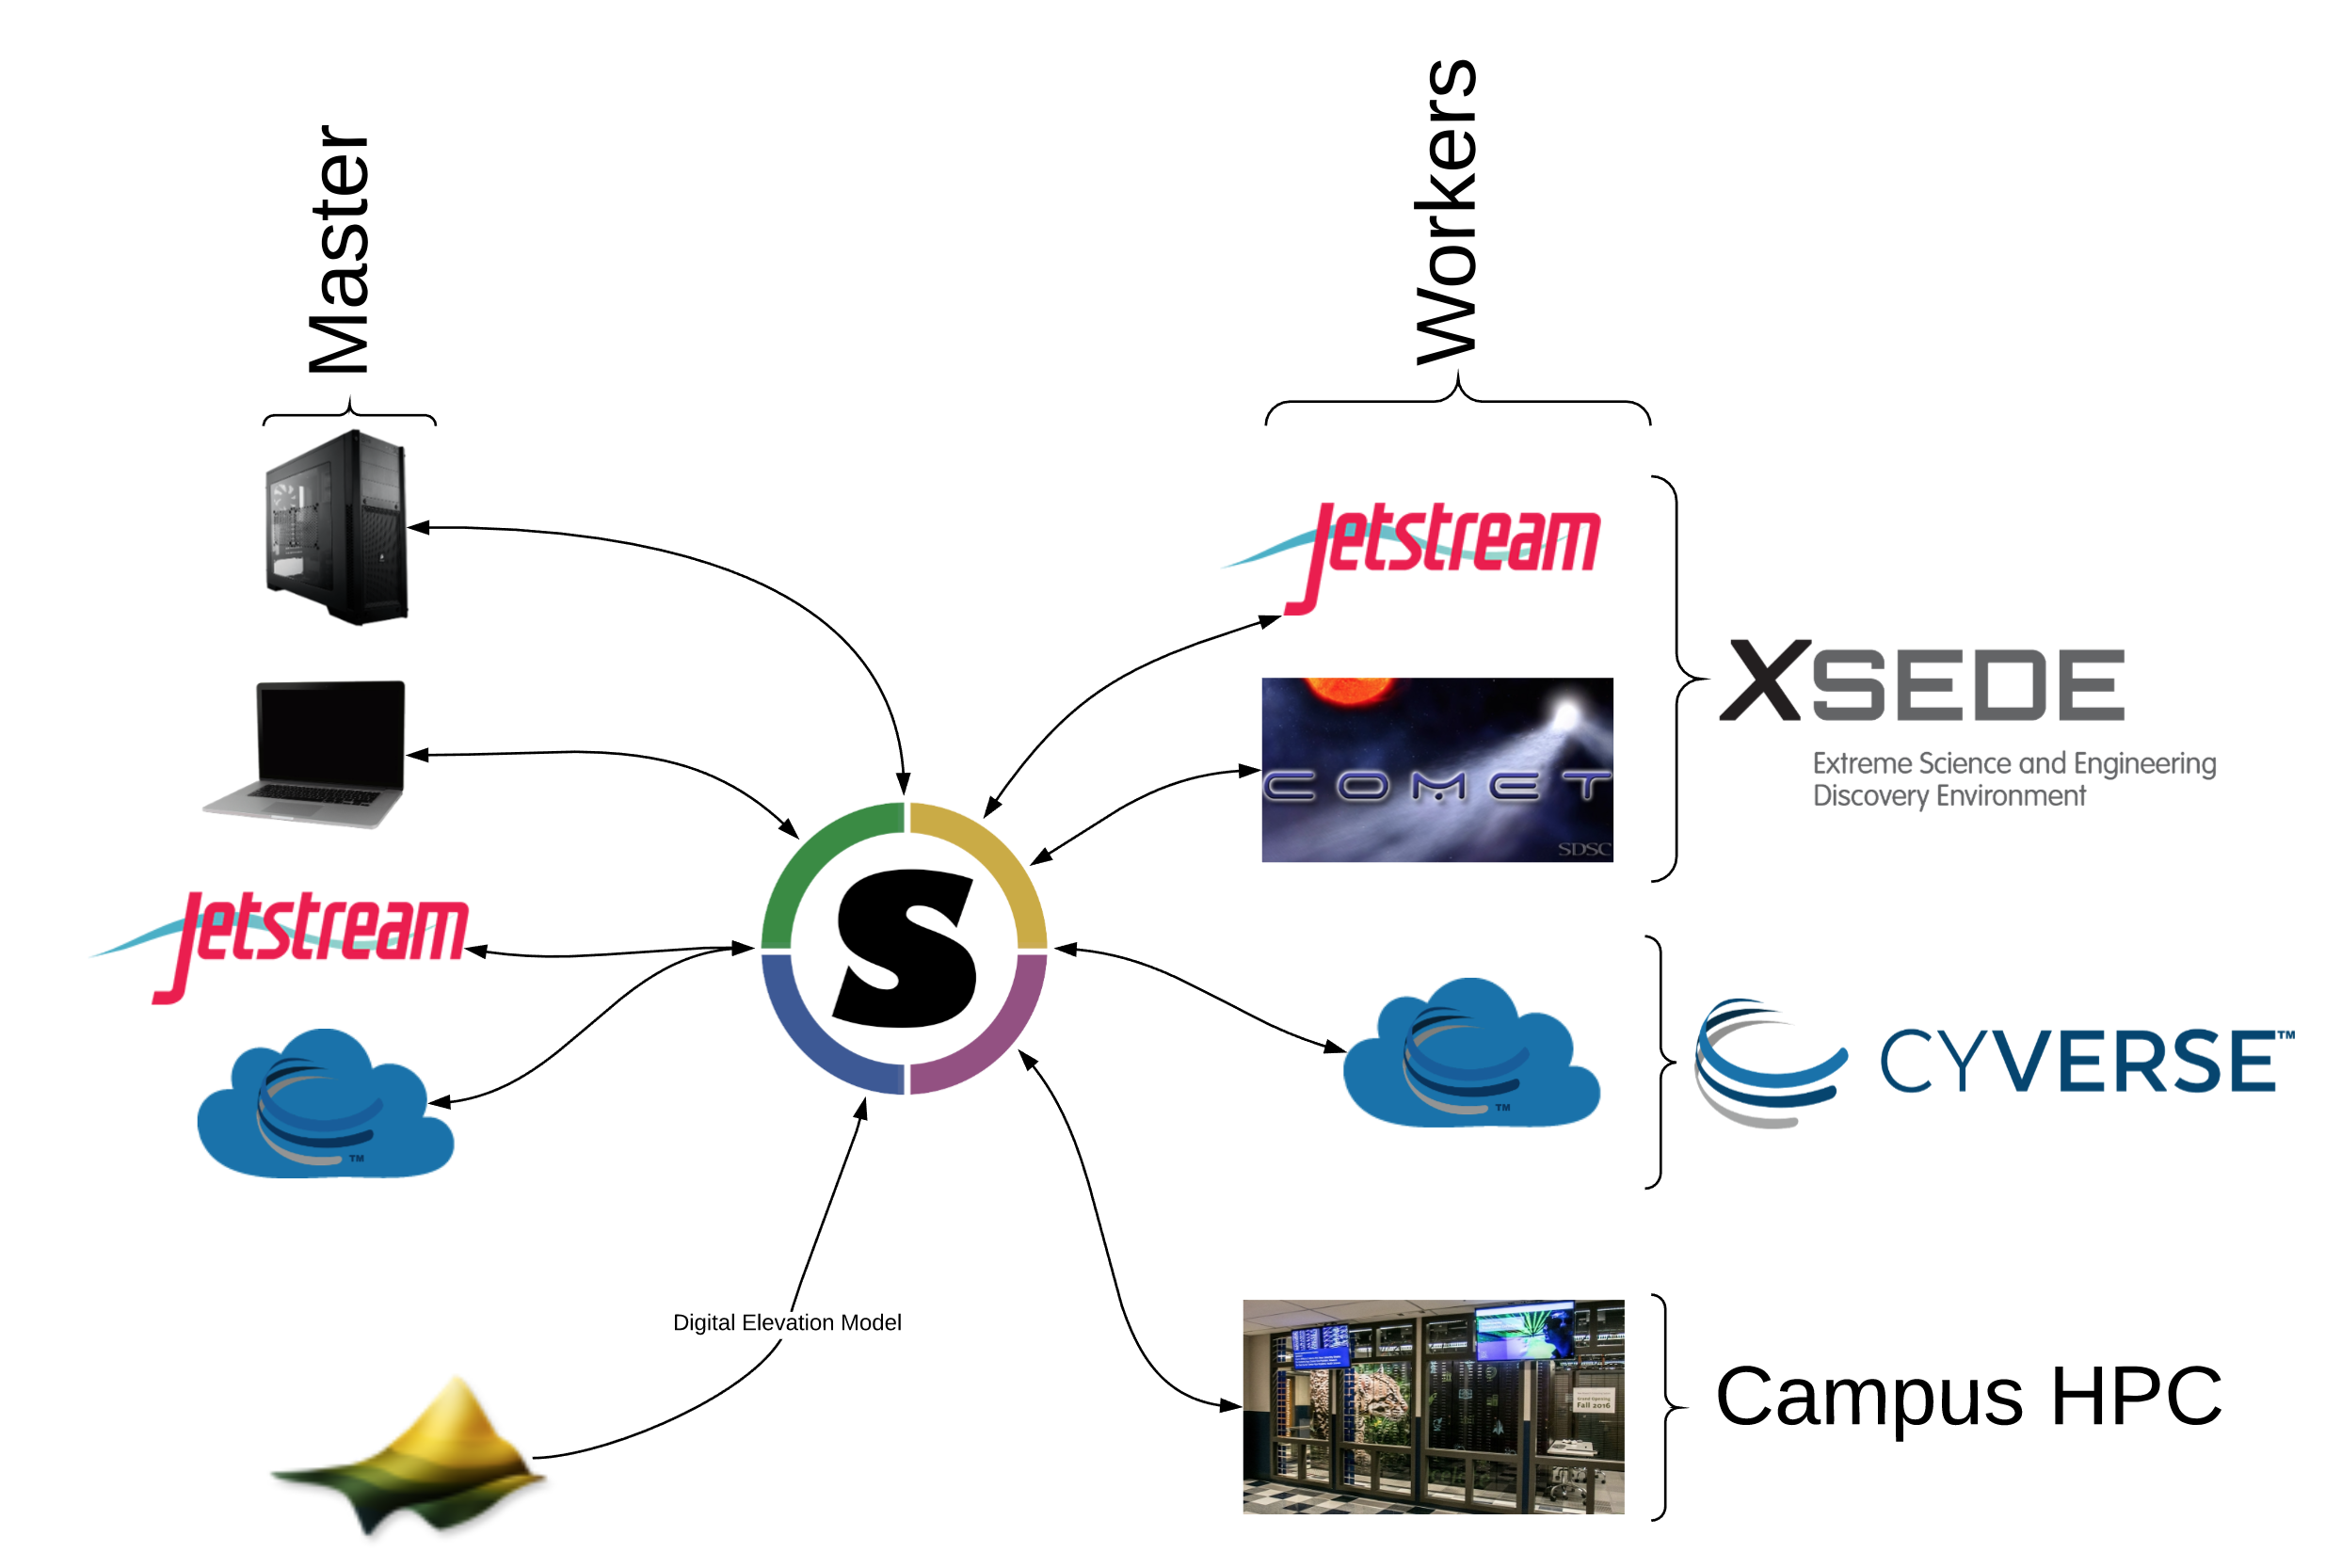 Master
Workers
Jetstream
COMET
SDSC
XSEDE
Extreme Science and Engineering
Discovery Environment
Jetstream
S
TM
TM
CYVERSE™
Digital Elevation Model
Fall 2016
Campus HPC